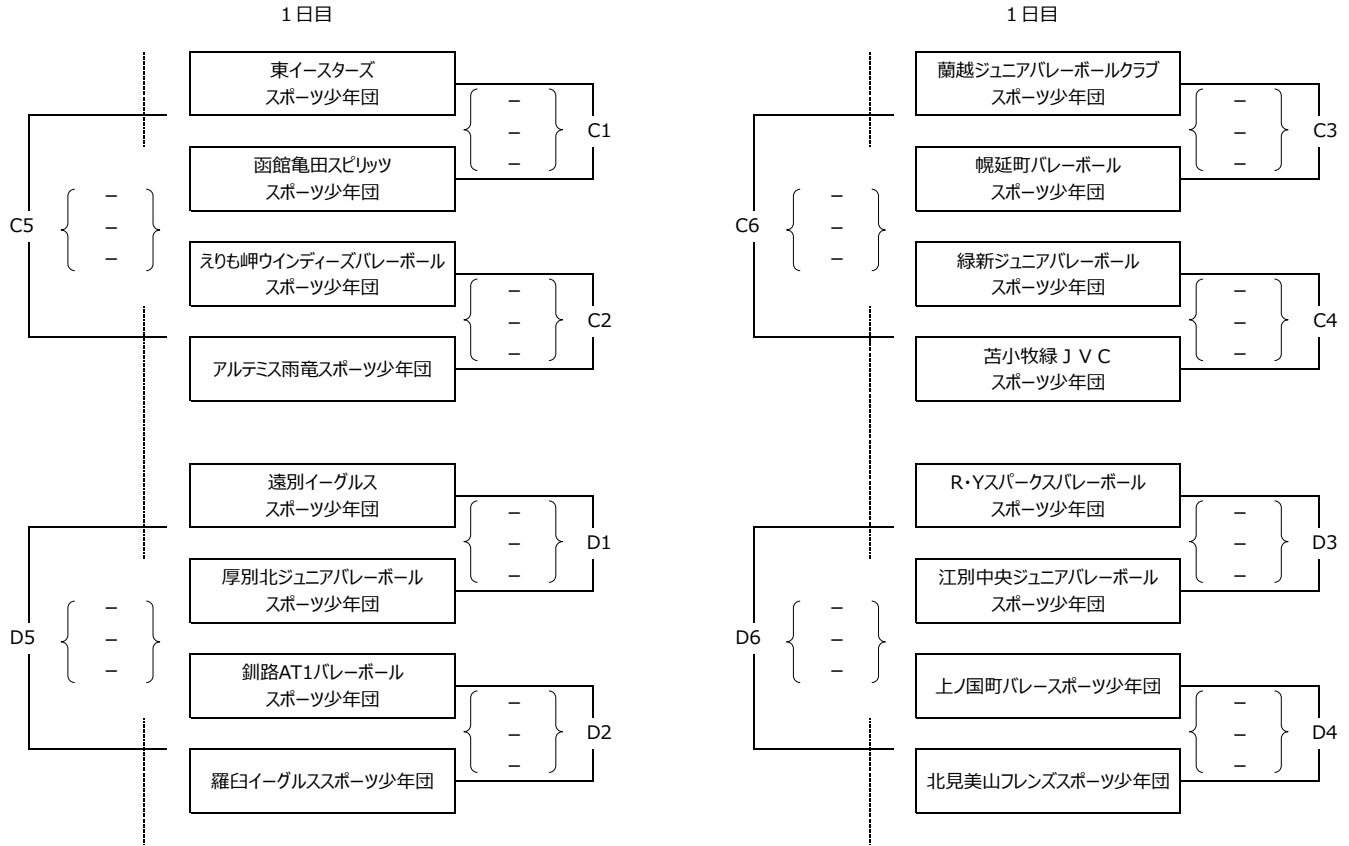 １日目
東イースターズ
スポーツ少年団
－
－
－
C1
函館亀田スピリッツ
スポーツ少年団
C5
－
－
－
えりも岬ウインディーズバレーボール
スポーツ少年団
－
－
－
C2
アルテミス雨竜スポーツ少年団
遠別イーグルス
スポーツ少年団
－
－
－
D1
厚別北ジュニアバレーボール
スポーツ少年団
D5
－
－
－
釧路AT1バレーボール
スポーツ少年団
－
－
－
D2
羅臼イーグルススポーツ少年団
１日目
蘭越ジュニアバレーボールクラブ
スポーツ少年団
－
－
－
C3
幌延町バレーボール
スポーツ少年団
C6
－
－
－
緑新ジュニアバレーボール
スポーツ少年団
－
－
－
C4
苫小牧緑ＪＶＣ
スポーツ少年団
R・Yスパークスバレーボール
スポーツ少年団
－
－
－
D3
江別中央ジュニアバレーボール
スポーツ少年団
D6
－
－
－
上ノ国町バレースポーツ少年団
－
－
－
D4
北見美山フレンズスポーツ少年団